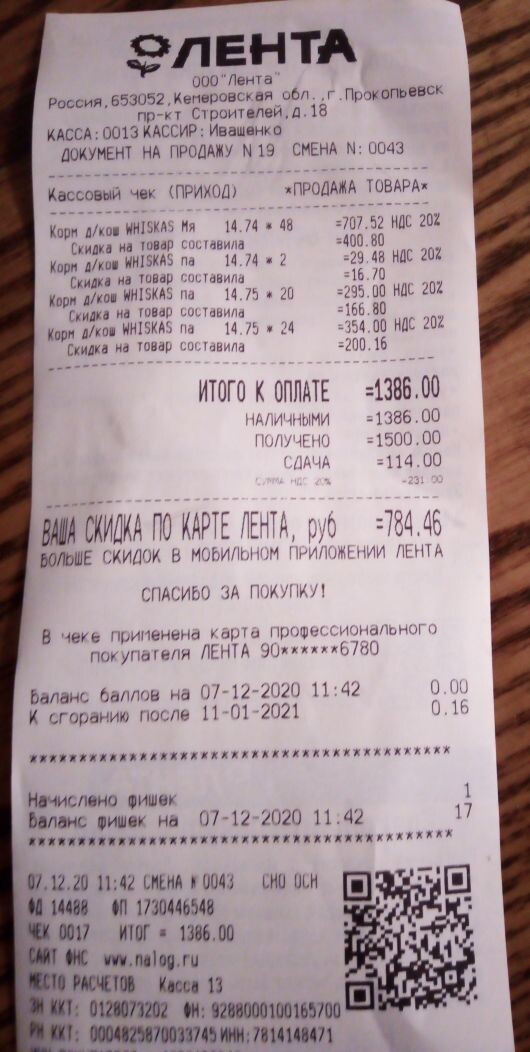 ЛЕНТА
ООО "Лента"
Россия,653052,Кемеровская обл.,г.Прокопьевск
пр-кт Строителей,д.18
КАССА:0013 КАССИР:Иващенко
ДОКУМЕНТ НА ПРОДАЖУ N19 СМЕНА N:0043
Кассовый чек (ПРИХОД) *ПРОДАЖА ТОВАРА*
Корм д/кош WHISKAS Мя 14.74 * 48 =707.52 НДС 20%
Скидка на товар составила =400.80
Корм д/кош WHISKAS па 14.74 * 2 =29.48 НДС 20%
Скидка на товар составила =16.70
Корм д/кош WHISKAS па 14.75 * 20 =295.00 НДС 20%
Скидка на товар составила =166.80
Корм д/кош WHISKAS па 14.75 * 24 =354.00 НДС 20%
Скидка на товар составила =200.16
ИТОГО К ОПЛАТЕ =1386.00
НАЛИЧНЫМИ =1386.00
ПОЛУЧЕНО =1500.00
СДАЧА =114.00
СУММА НДС 20% =231.00
ВАША СКИДКА ПО КАРТЕ ЛЕНТА, руб =784.46
БОЛЬШЕ СКИДОК В МОБИЛЬНОМ ПРИЛОЖЕНИИ ЛЕНТА
СПАСИБО ЗА ПОКУПКУ!
В чеке применена карта профессионального
покупателя ЛЕНТА 90******6780
Баланс баллов на 07-12-2020 11:42 0.00
К сгоранию после 11-01-2021 0.16
******************************************
Начислено фишек 1
Баланс фишек на 07-12-2020 11:42 17
******************************************
07.12.20 11:42 СМЕНА №0043 СНО ОСН
ФД 14488 ФП 1730446548
ЧЕК 0017 ИТОГ = 1386.00
САЙТ ФНС www.nalog.ru
МЕСТО РАСЧЕТОВ Касса 13
ЗН ККТ: 0128073202 ФН: 9288000100165700
РН ККТ: 0004825870033745 ИНН:7814148471